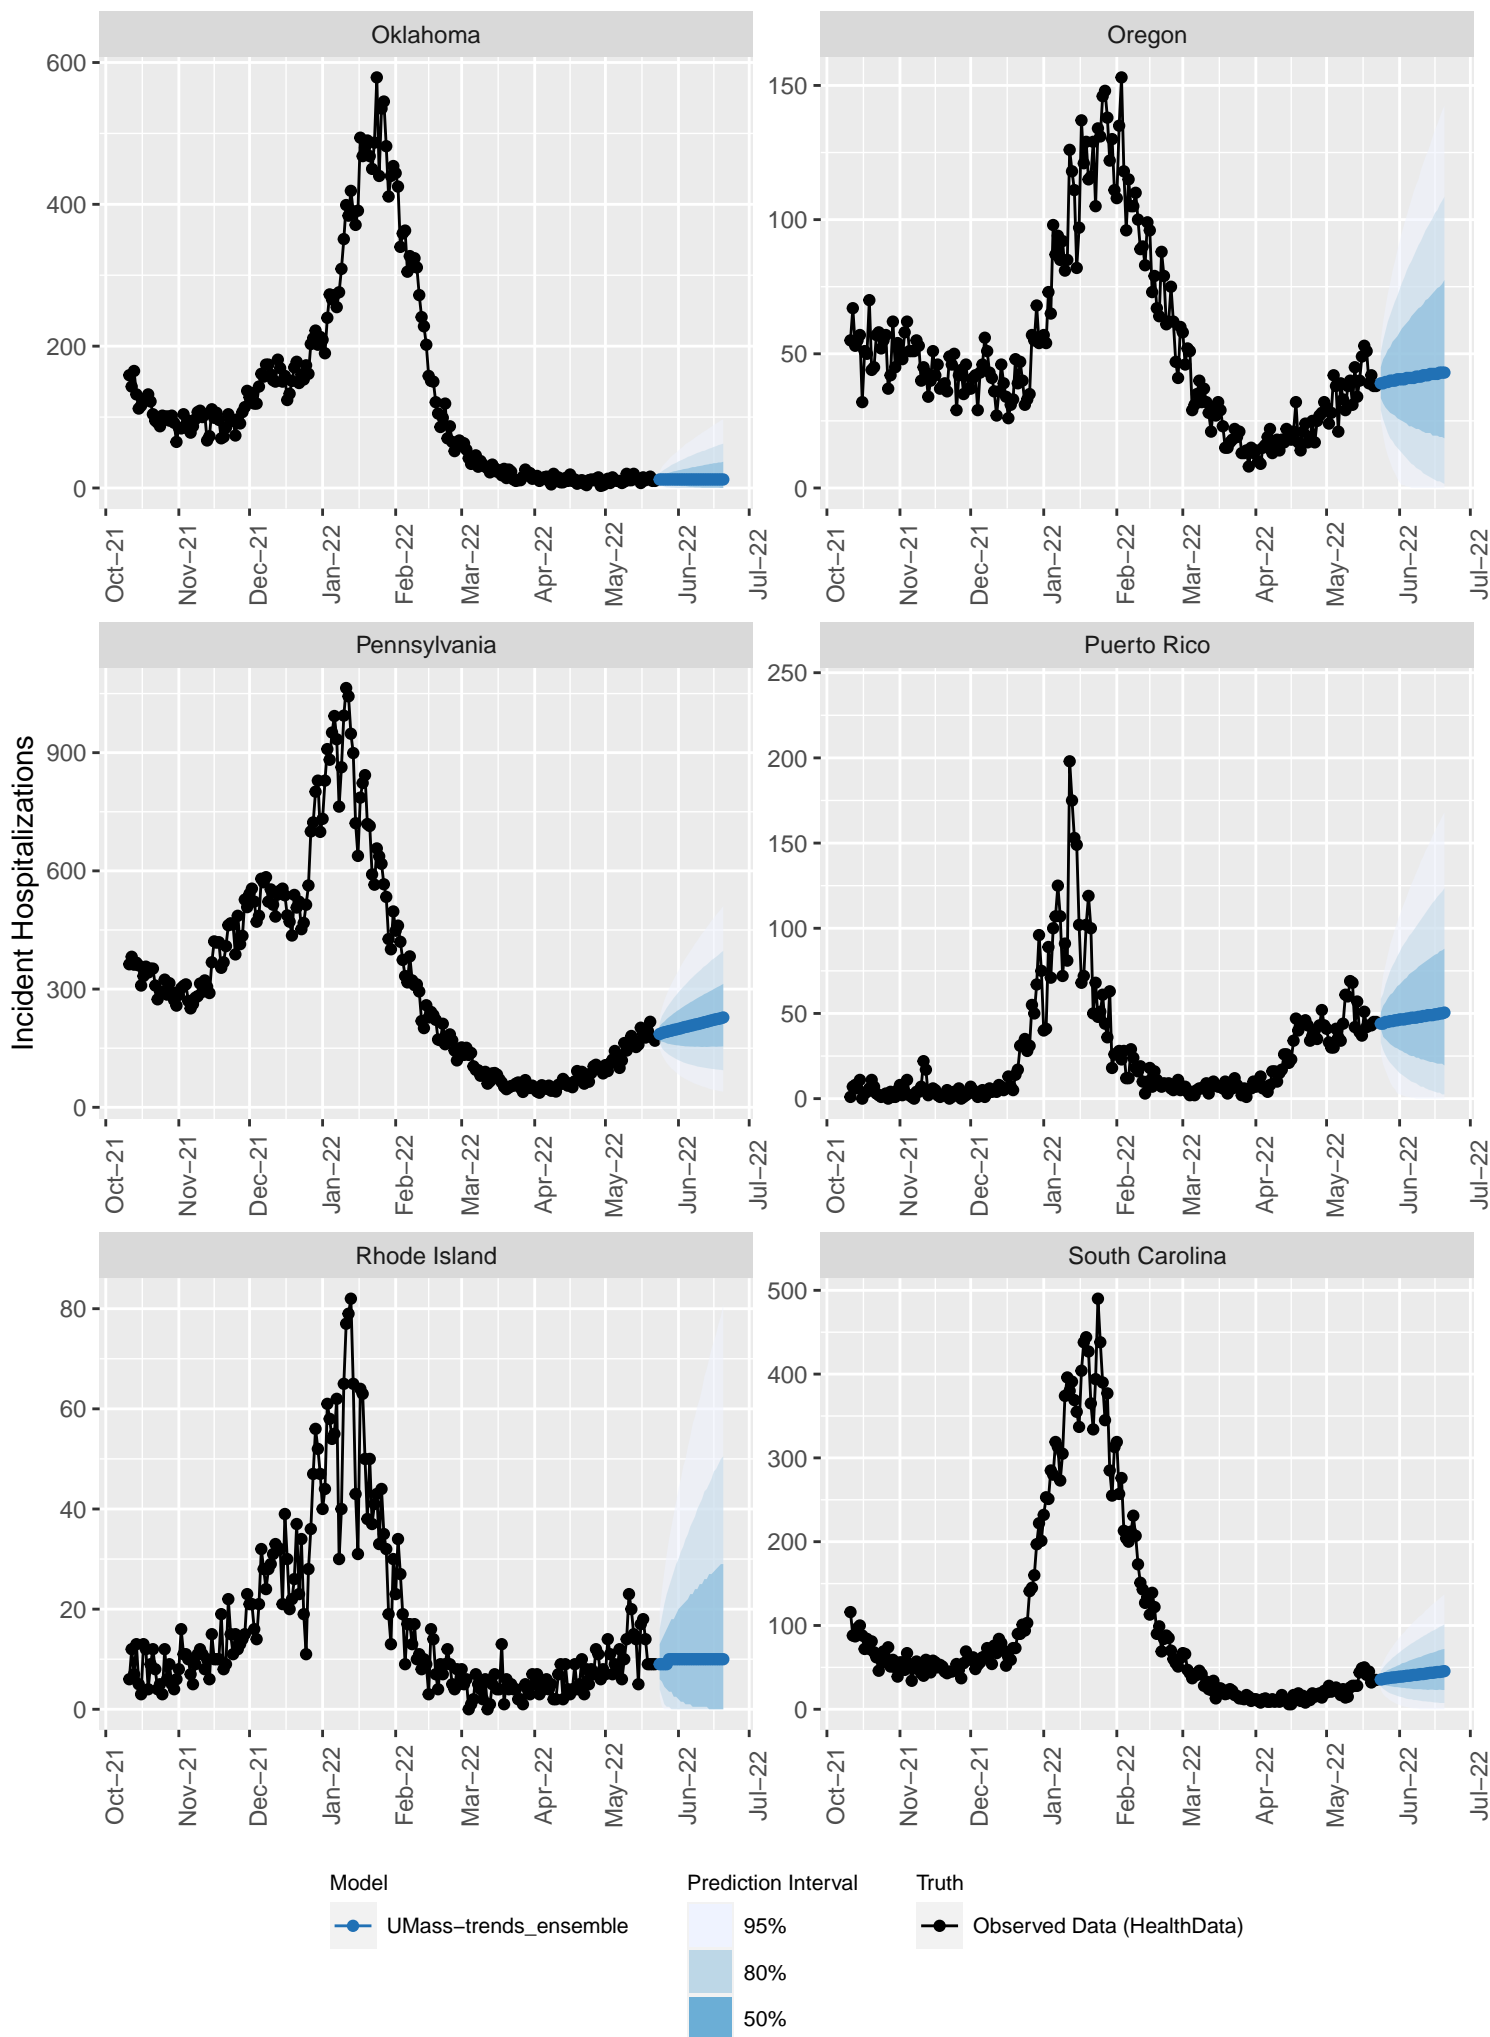 Oklahoma
Oregon
600
400
200
0
150
100
50
0
Oct−21
Nov−21
Dec−21
Jan−22
Feb−22
Mar−22
Apr−22
May−22
Jun−22
Jul−22
Oct−21
Nov−21
Dec−21
Jan−22
Feb−22
Mar−22
Apr−22
May−22
Jun−22
Jul−22
Pennsylvania
Puerto Rico
Incident Hospitalizations
900
600
300
0
250
200
150
100
50
0
Oct−21
Nov−21
Dec−21
Jan−22
Feb−22
Mar−22
Apr−22
May−22
Jun−22
Jul−22
Oct−21
Nov−21
Dec−21
Jan−22
Feb−22
Mar−22
Apr−22
May−22
Jun−22
Jul−22
Rhode Island
South Carolina
80
60
40
20
0
500
400
300
200
100
0
Oct−21
Nov−21
Dec−21
Jan−22
Feb−22
Mar−22
Apr−22
May−22
Jun−22
Jul−22
Oct−21
Nov−21
Dec−21
Jan−22
Feb−22
Mar−22
Apr−22
May−22
Jun−22
Jul−22
Model
UMass−trends_ensemble
Prediction Interval
95%
80%
50%
Truth
Observed Data (HealthData)